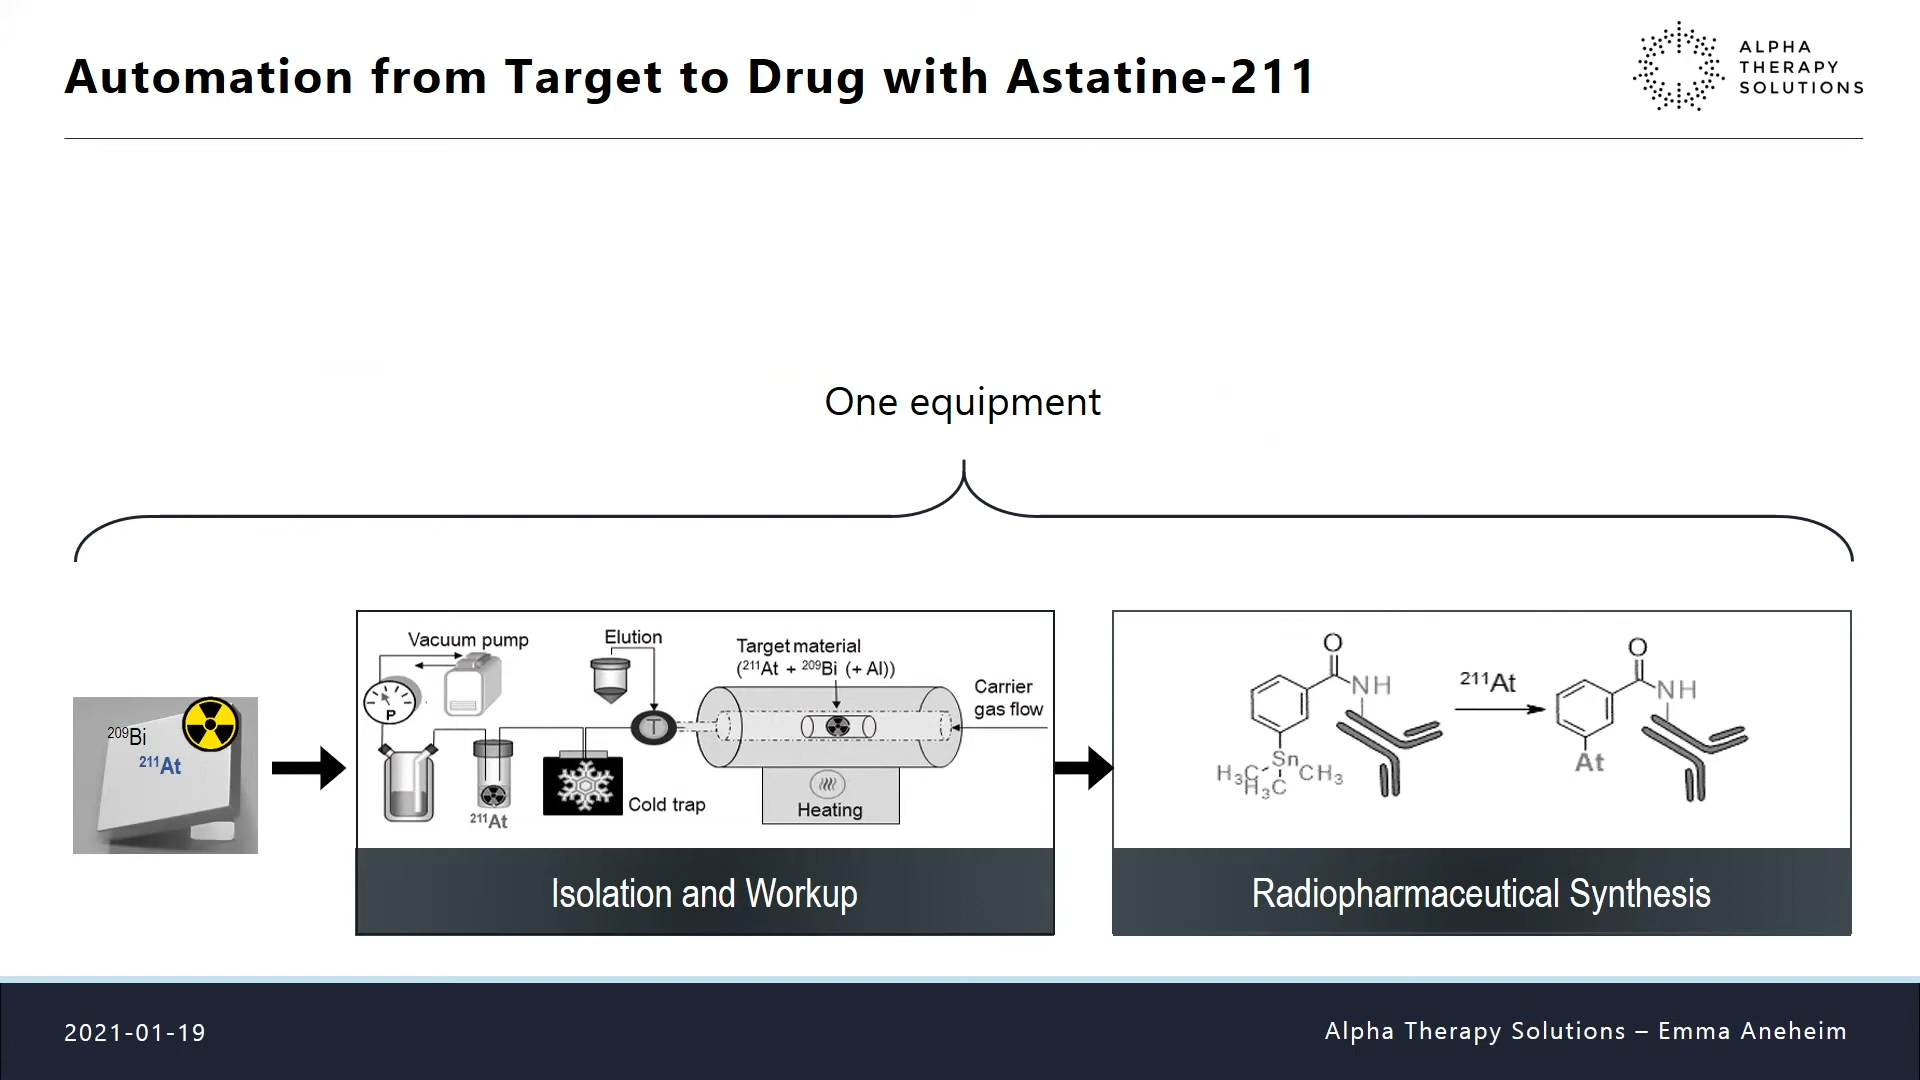 Automation from Target to Drug with Astatine-211
ALPHA
THERAPY
SOLUTIONS
One equipment
²⁰⁹Bi
²¹¹At
Vacuum pump
P
Elution
T
Target material
(²¹¹At + ²⁰⁹Bi (+ Al))
Carrier
gas flow
Cold trap
²¹¹At
Heating
Isolation and Workup
O
NH
Sn
H₃C
CH₃
H₃C
²¹¹At
O
NH
At
Radiopharmaceutical Synthesis
2021-01-19
Alpha Therapy Solutions – Emma Aneheim